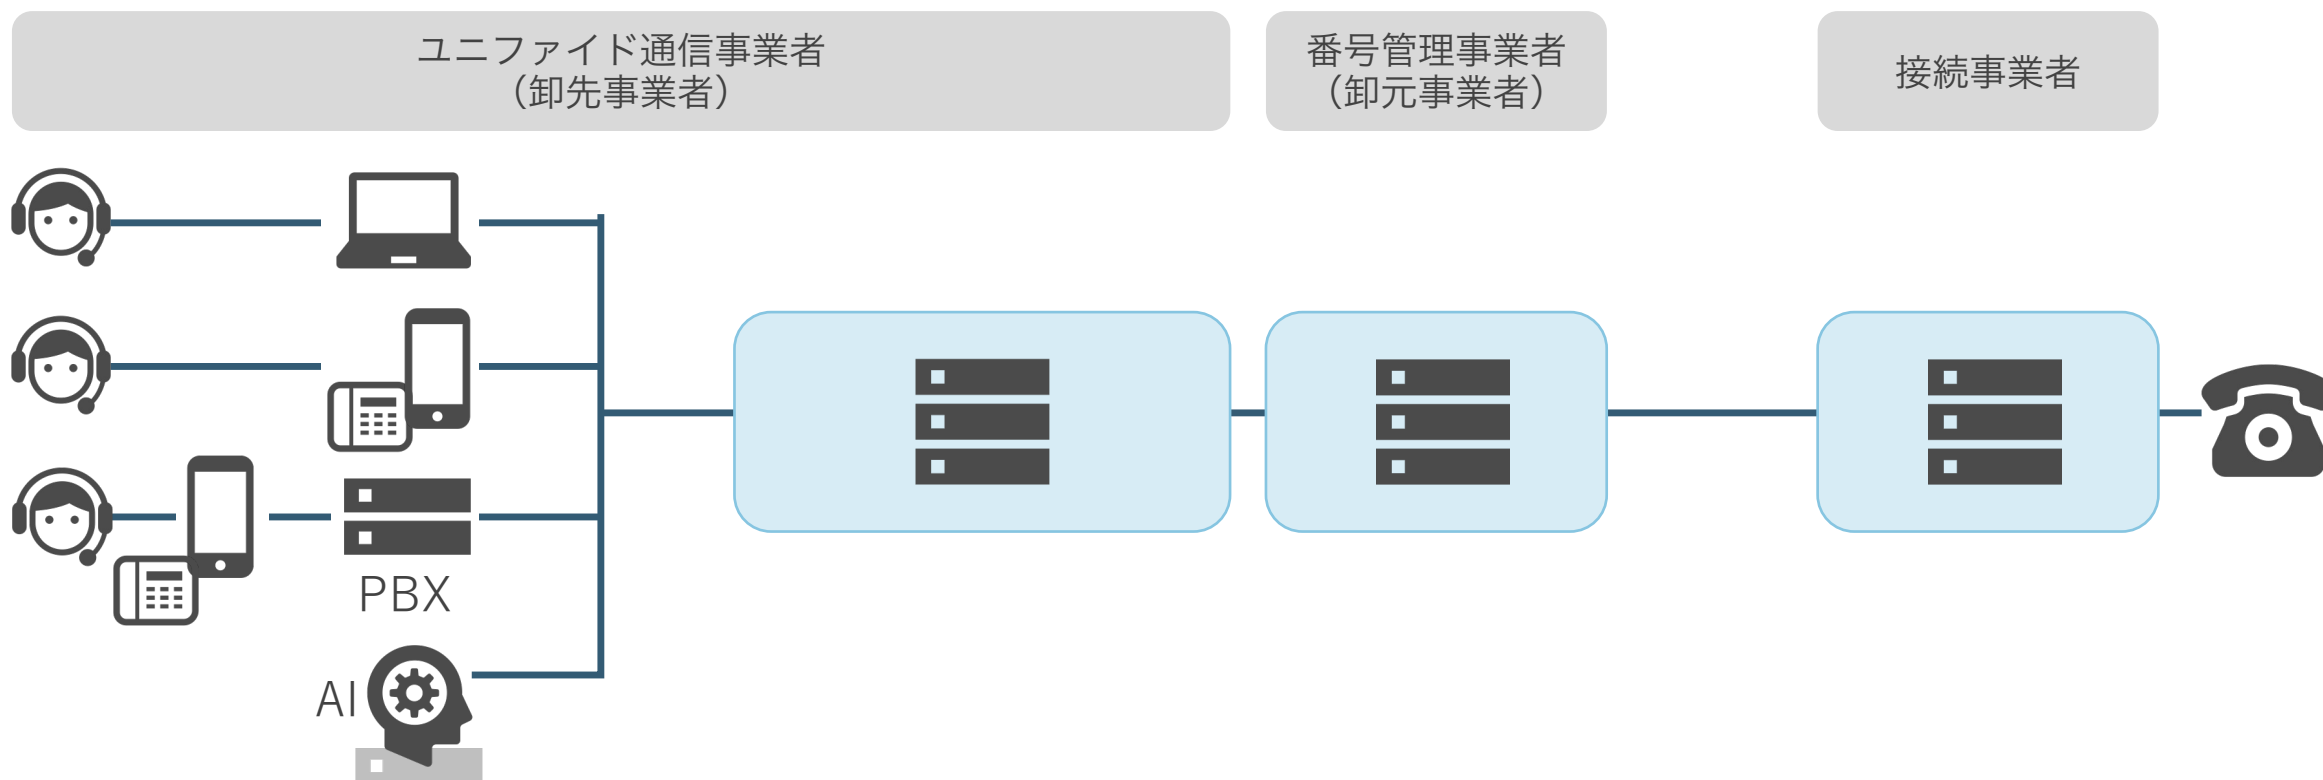 ユニファイド通信事業者
（卸先事業者）
番号管理事業者
（卸元事業者）
接続事業者
PBX
AI